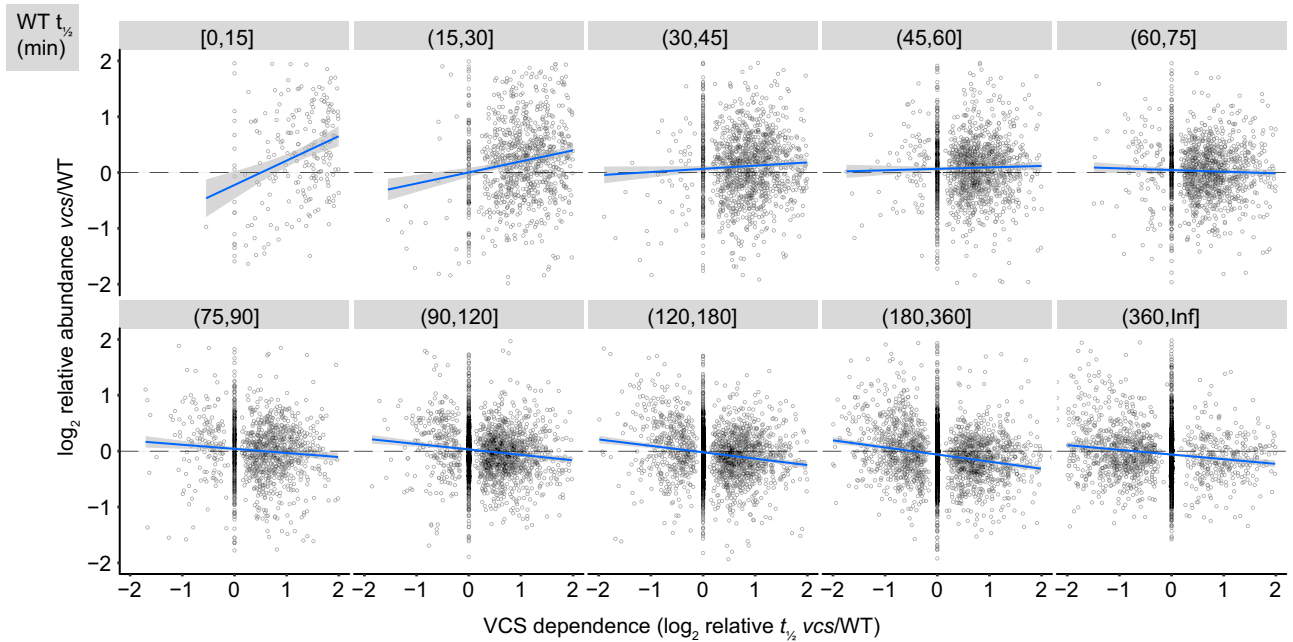 WT t½
(min)
[0,15] (15,30] (30,45] (45,60] (60,75]
2
1
0
−1
−2
(75,90] (90,120] (120,180] (180,360] (360,Inf]
2
1
0
−1
−2
log2 relative abundance vcs/WT
−2 −1 0 1 2 −2 −1 0 1 2 −2 −1 0 1 2 −2 −1 0 1 2 −2 −1 0 1 2
VCS dependence (log2 relative t½ vcs/WT)